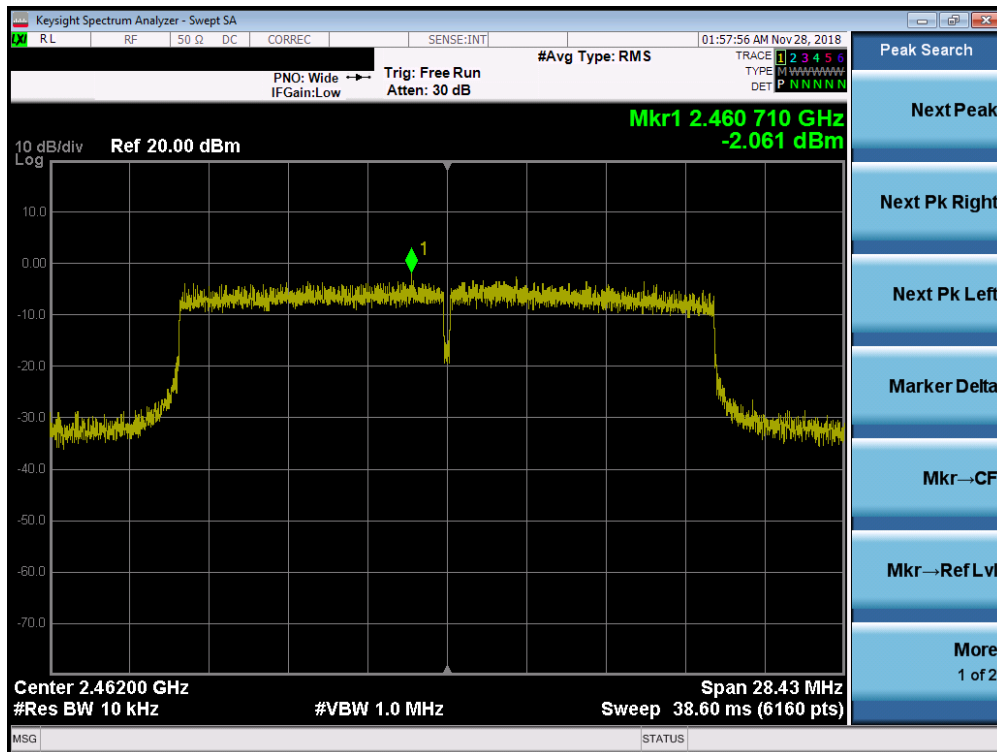 LXI Keysight Spectrum Analyzer - Swept SA
RL RF 50 Ω DC CORREC SENSE:INT 01:57:56 AM Nov 28, 2018
#Avg Type: RMS
TRACE 1 2 3 4 5 6
TYPE M WWWWW
DET P N N N N N
PNO: Wide Trig: Free Run
IFGain:Low Atten: 30 dB
Mkr1 2.460 710 GHz
-2.061 dBm
10 dB/div Ref 20.00 dBm
Log
10.0
1
0.00
-10.0
-20.0
-30.0
-40.0
-50.0
-60.0
-70.0
Center 2.46200 GHz Span 28.43 MHz
#Res BW 10 kHz #VBW 1.0 MHz Sweep 38.60 ms (6160 pts)
MSG STATUS
Peak Search
Next Peak
Next Pk Right
Next Pk Left
Marker Delta
Mkr→CF
Mkr→Ref Lvl
More
1 of 2